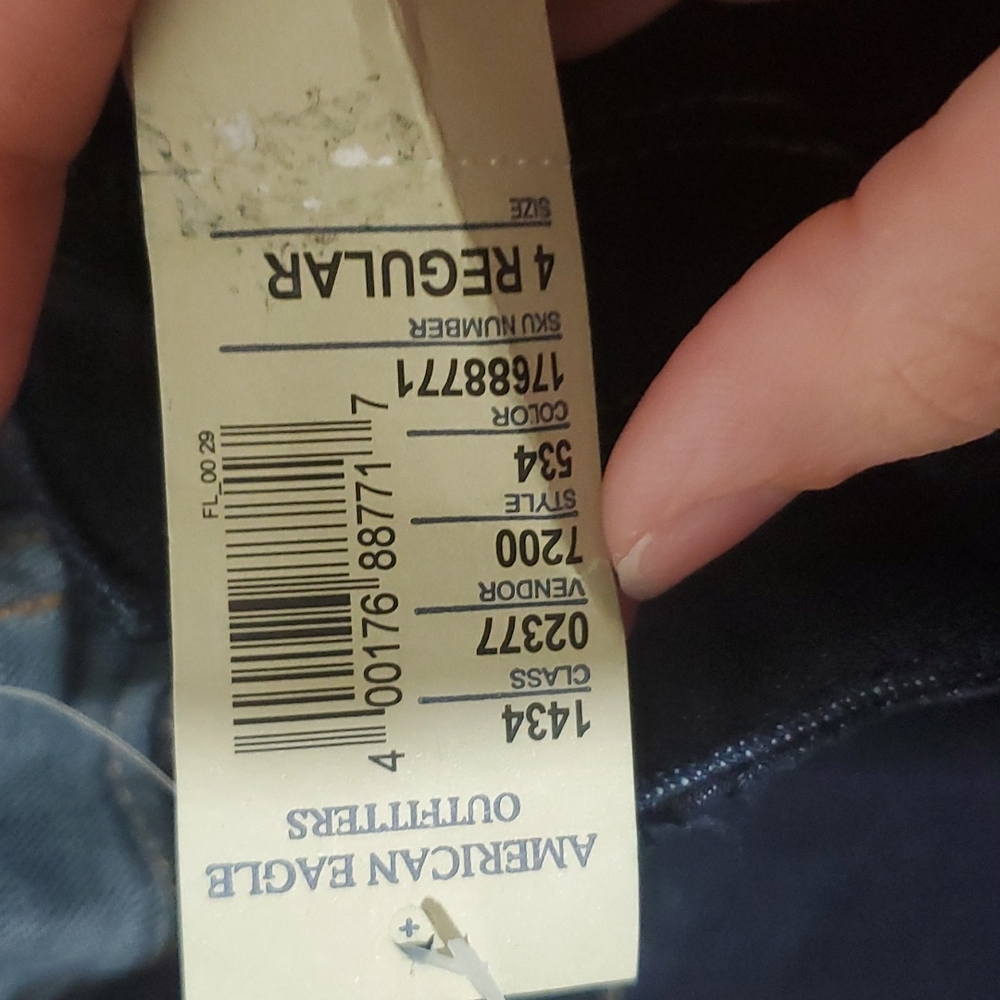 AMERICAN EAGLE
OUTFITTERS
CLASS
1434
VENDOR
02377
STYLE
7200
COLOR
534
SKU NUMBER
17688771
SIZE
4 REGULAR
4 00176 88771 7
FL_00 29